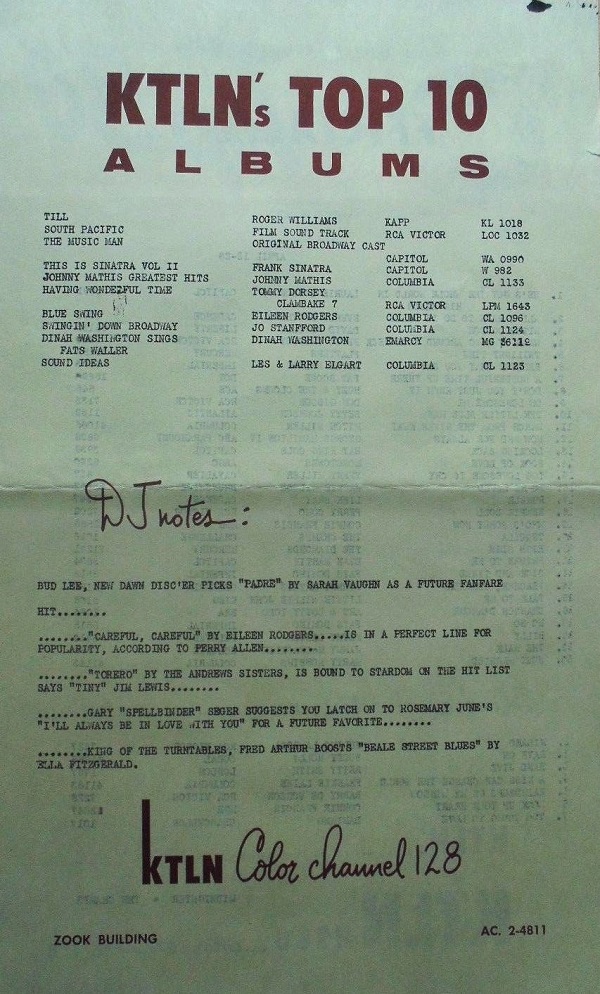 KTLN's TOP 10
ALBUMS
TILL ROGER WILLIAMS KAPP KL 1018
SOUTH PACIFIC FILM SOUND TRACK RCA VICTOR LOC 1032
THE MUSIC MAN ORIGINAL BROADWAY CAST
CAPITOL WA 0990
THIS IS SINATRA VOL II FRANK SINATRA CAPITOL W 982
JOHNNY MATHIS GREATEST HITS JOHNNY MATHIS COLUMBIA CL 1133
HAVING WONDERFUL TIME TOMMY DORSEY
CLAMBAKE 7 RCA VICTOR LPM 1643
BLUE SWING EILEEN RODGERS COLUMBIA CL 1096
SWINGIN' DOWN BROADWAY JO STANFFORD COLUMBIA CL 1124
DINAH WASHINGTON SINGS DINAH WASHINGTON EMARCY MG
FATS WALLER
SOUND IDEAS LES & LARRY ELGART COLUMBIA CL 1123
DJ notes:
BUD LEE, NEW DAWN DISC'ER PICKS "PADRE" BY SARAH VAUGHN AS A FUTURE FANFARE
HIT........
........"CAREFUL, CAREFUL" BY EILEEN RODGERS.....IS IN A PERFECT LINE FOR
POPULARITY, ACCORDING TO PERRY ALLEN........
........"TORERO" BY THE ANDREWS SISTERS, IS BOUND TO STARDOM ON THE HIT LIST
SAYS "TINY" JIM LEWIS........
........GARY "SPELLBINDER" SEGER SUGGESTS YOU LATCH ON TO ROSEMARY JUNE'S
"I'LL ALWAYS BE IN LOVE WITH YOU" FOR A FUTURE FAVORITE........
........KING OF THE TURNTABLES, FRED ARTHUR BOOSTS "BEALE STREET BLUES" BY
ELLA FITZGERALD.
KTLN Color channel 128
ZOOK BUILDING AC. 2-4811